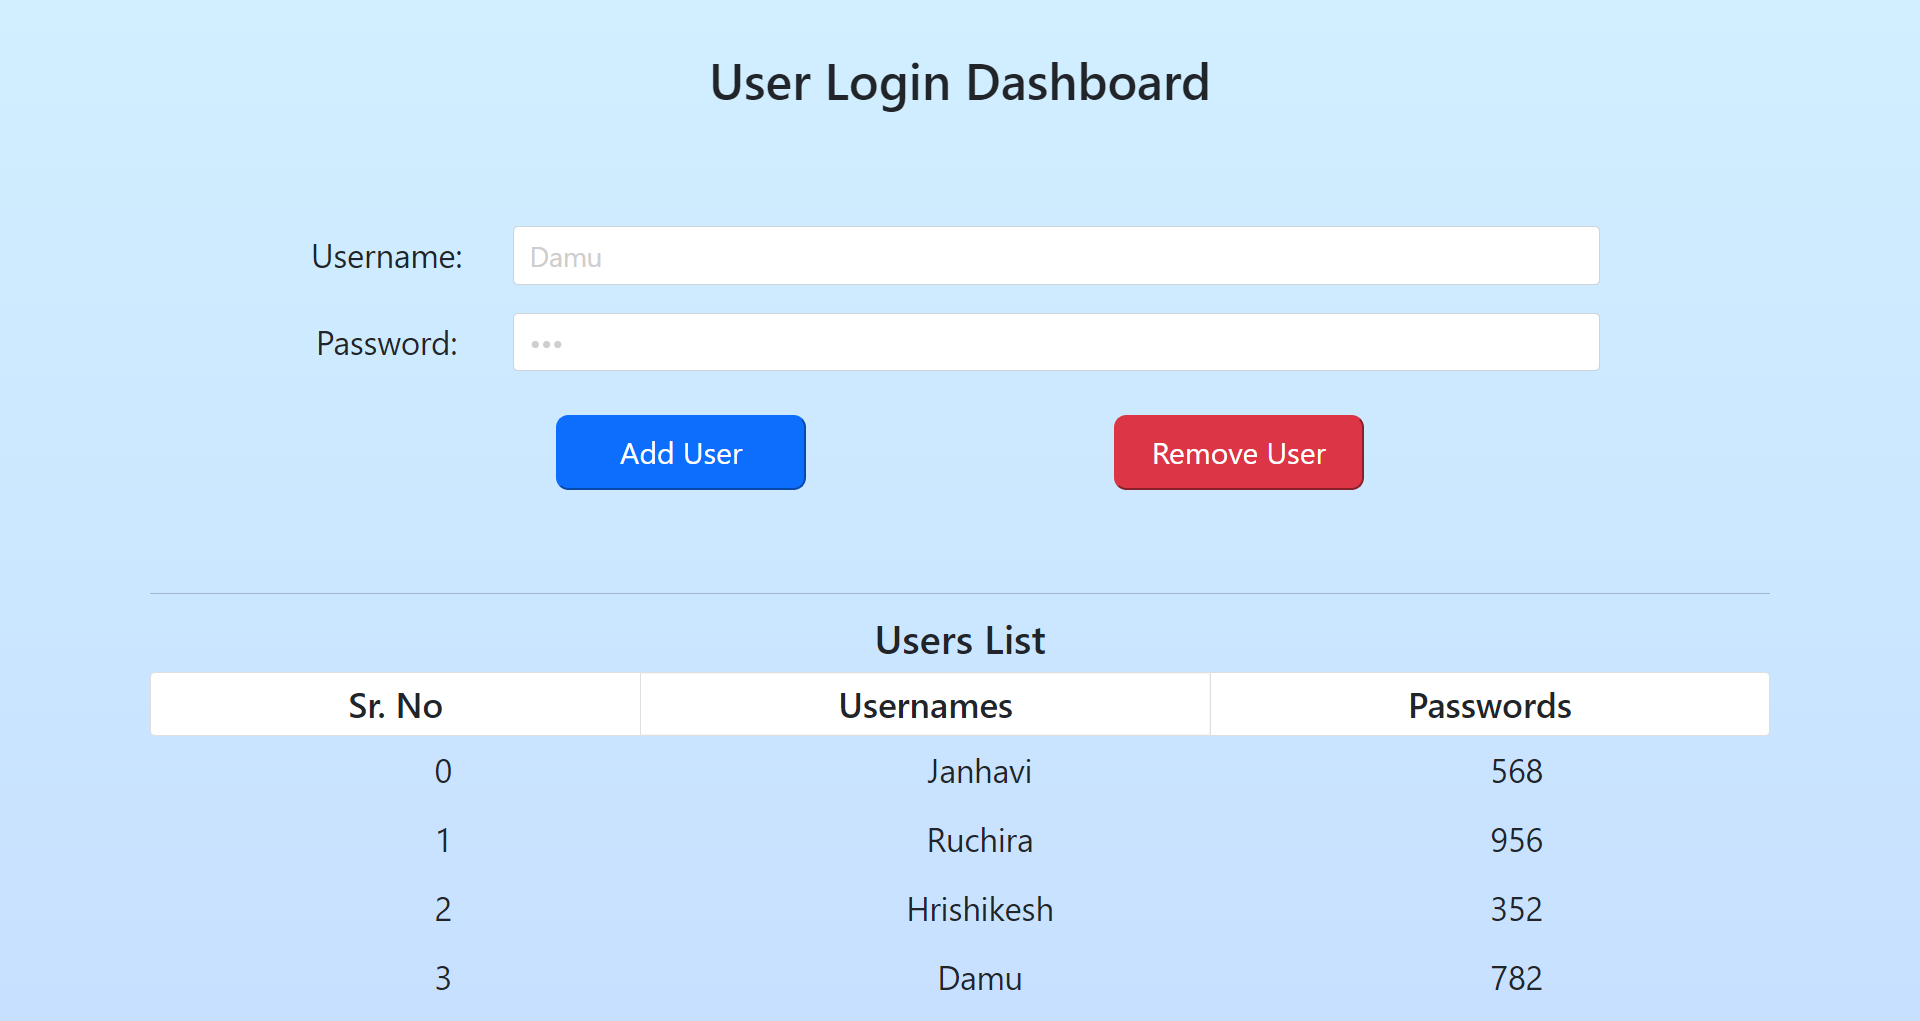 User Login Dashboard
Username: Damu
Password: •••
Add User Remove User
Users List
Sr. No Usernames Passwords
0 Janhavi 568
1 Ruchira 956
2 Hrishikesh 352
3 Damu 782